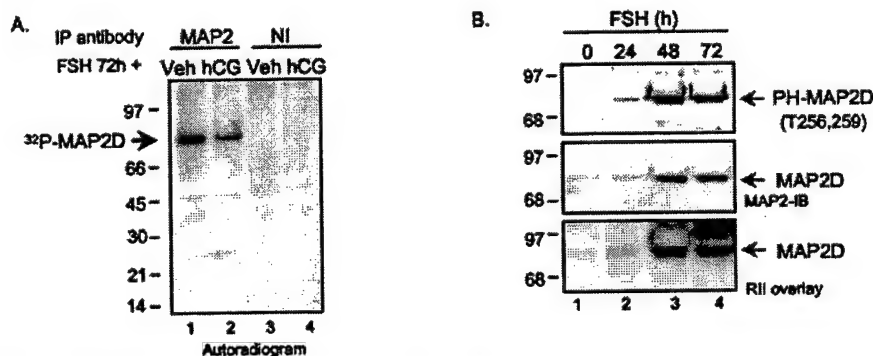 A.
IP antibody MAP2 NI
FSH 72h + Veh hCG Veh hCG
97
32P-MAP2D
66
45
30
21
14
1 2 3 4
Autoradiogram
B.
FSH (h)
0 24 48 72
97
68
PH-MAP2D
(T256,259)
97
68
MAP2D
MAP2-IB
97
68
MAP2D
RII overlay
1 2 3 4